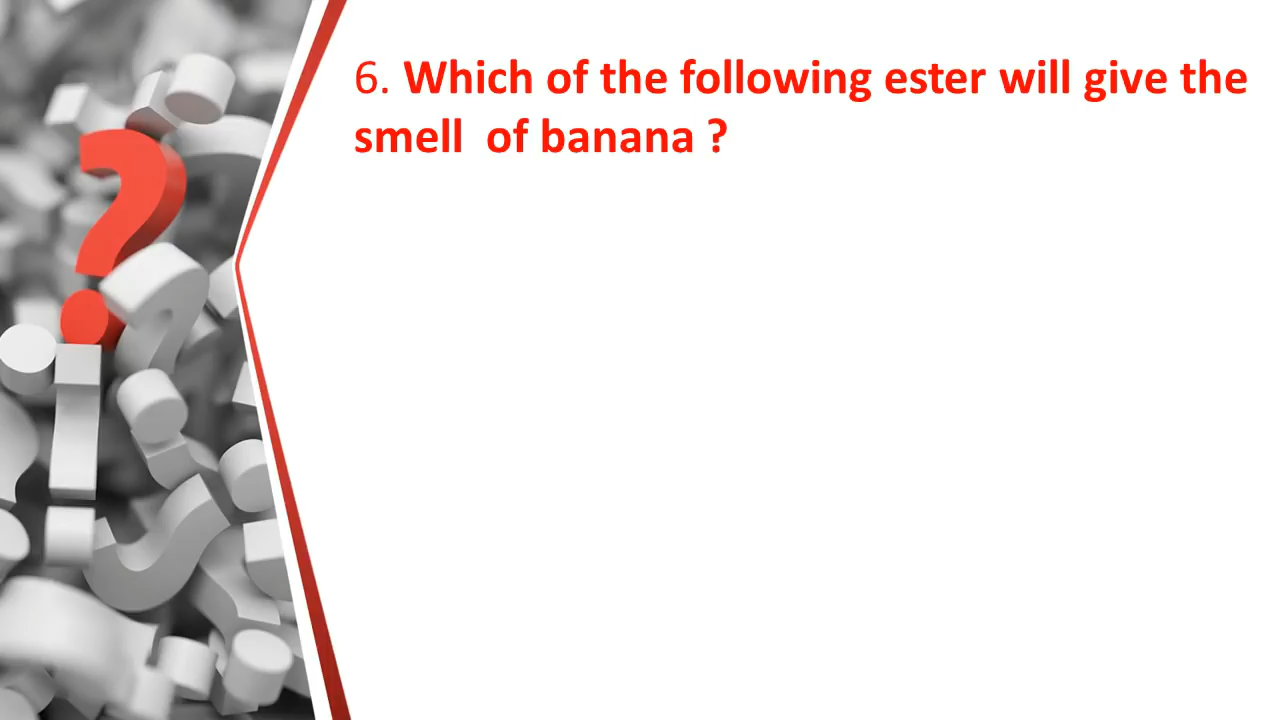 6. Which of the following ester will give the
smell of banana ?